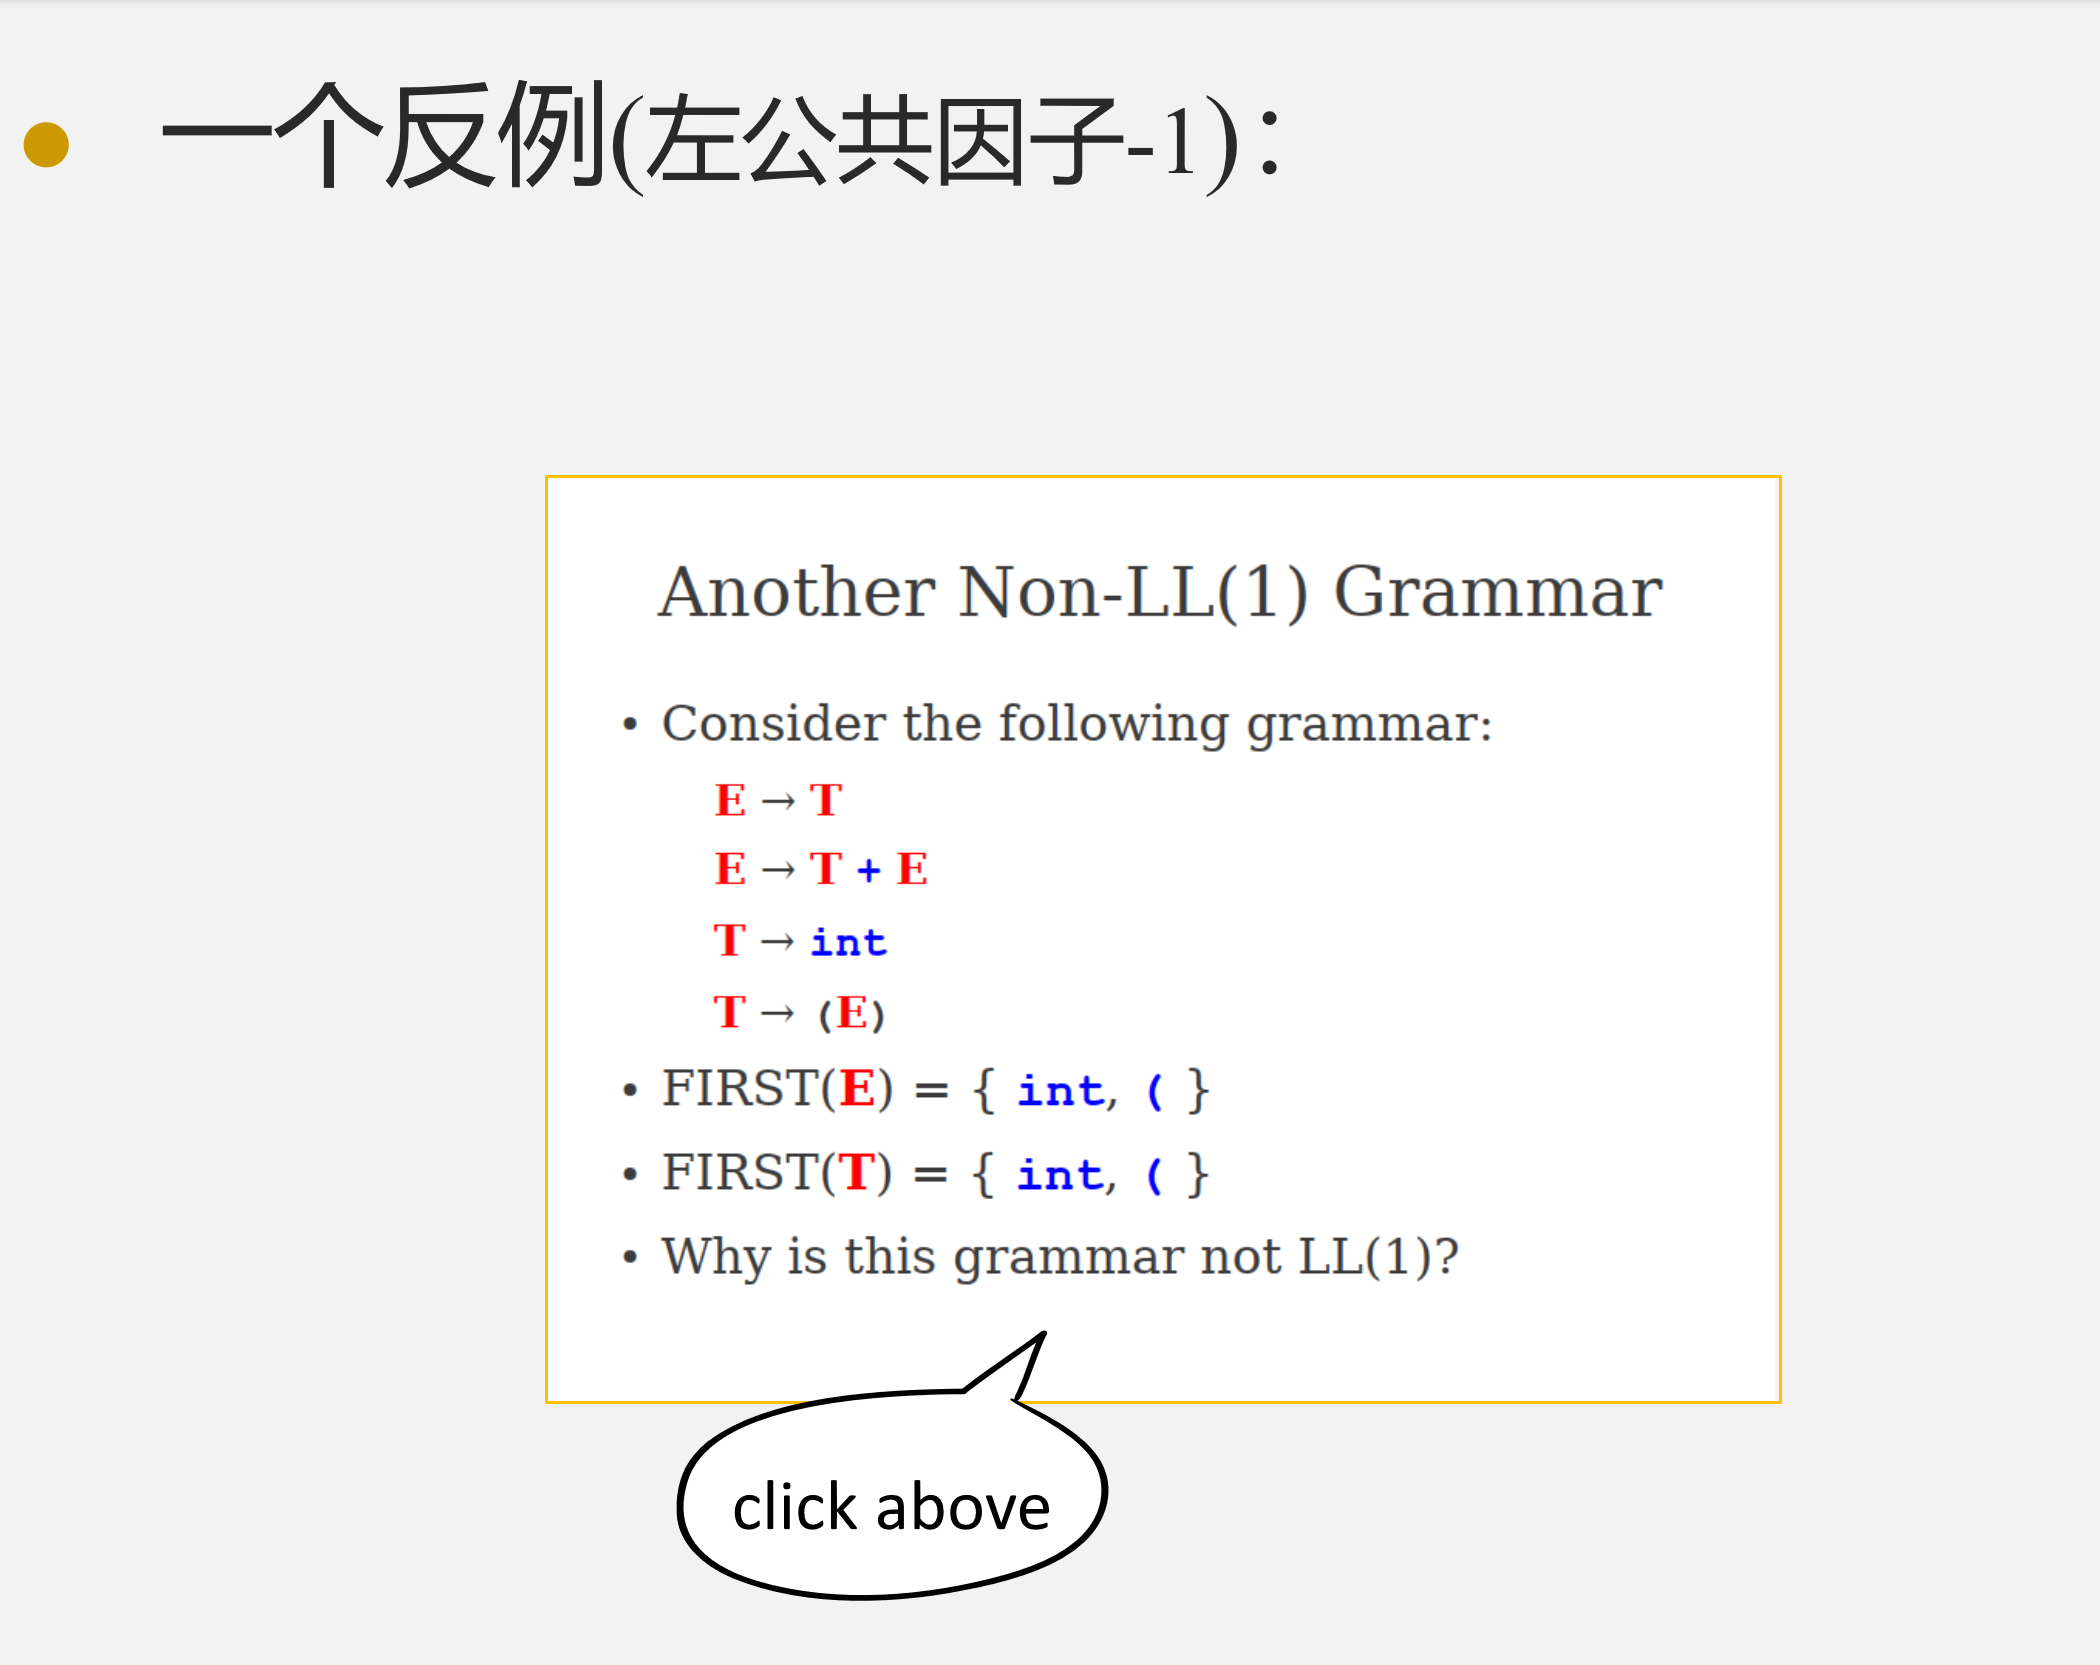 ● 一个反例(左公共因子-1)：
Another Non-LL(1) Grammar
• Consider the following grammar:
E → T
E → T + E
T → int
T → (E)
• FIRST(E) = { int, ( }
• FIRST(T) = { int, ( }
• Why is this grammar not LL(1)?
click above